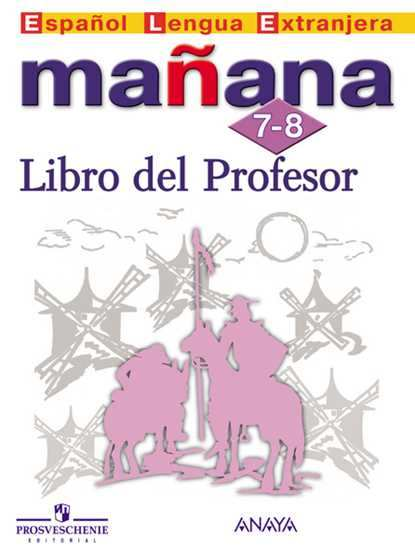 Español Lengua Extranjera
mañana
7-8
Libro del Profesor
PROSVESCHENIE
EDITORIAL
ANAYA